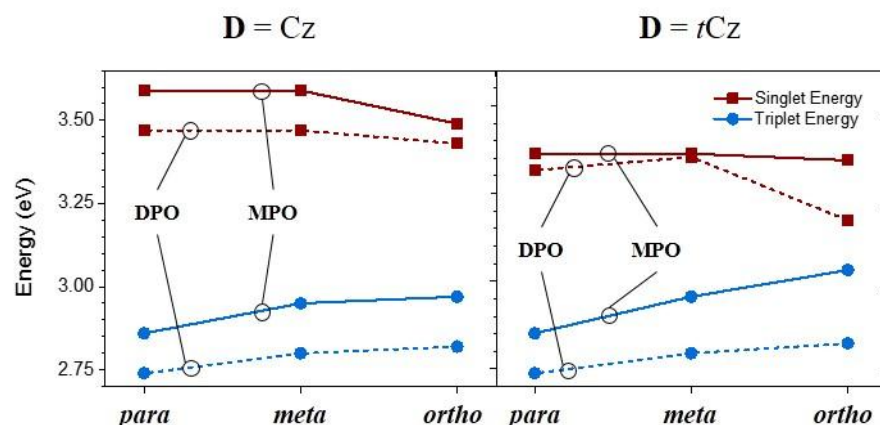 D = Cz
D = tCz
3.50
3.25
3.00
2.75
Energy (eV)
Singlet Energy
Triplet Energy
DPO
MPO
DPO
MPO
para
meta
ortho
para
meta
ortho